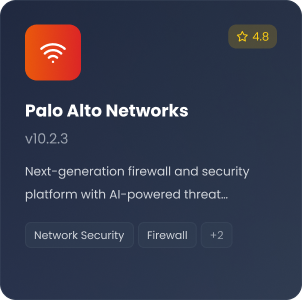 4.8
Palo Alto Networks
v10.2.3
Next-generation firewall and security
platform with AI-powered threat...
Network Security
Firewall
+2